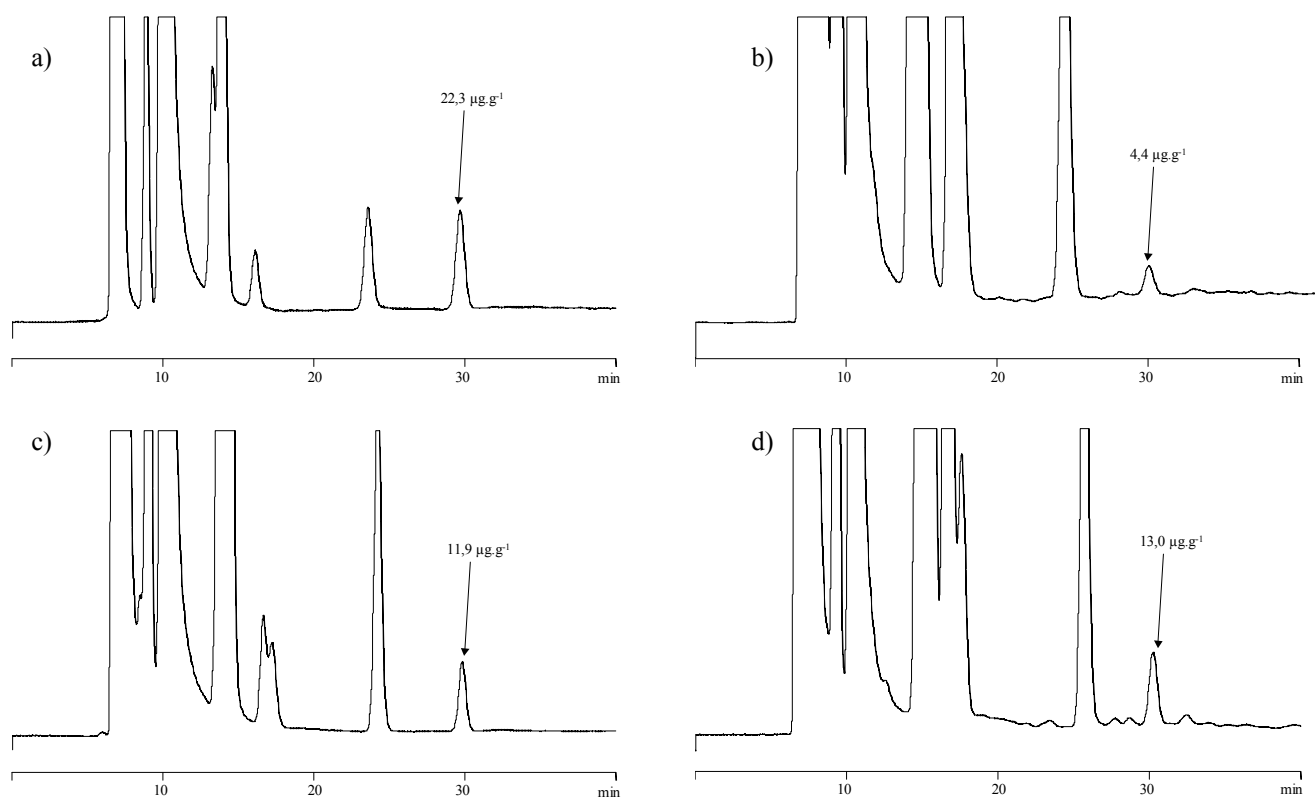 a)
22,3 µg.g-1
10 20 30 min
b)
4,4 µg.g-1
10 20 30 min
c)
11,9 µg.g-1
10 20 30 min
d)
13,0 µg.g-1
10 20 30 min